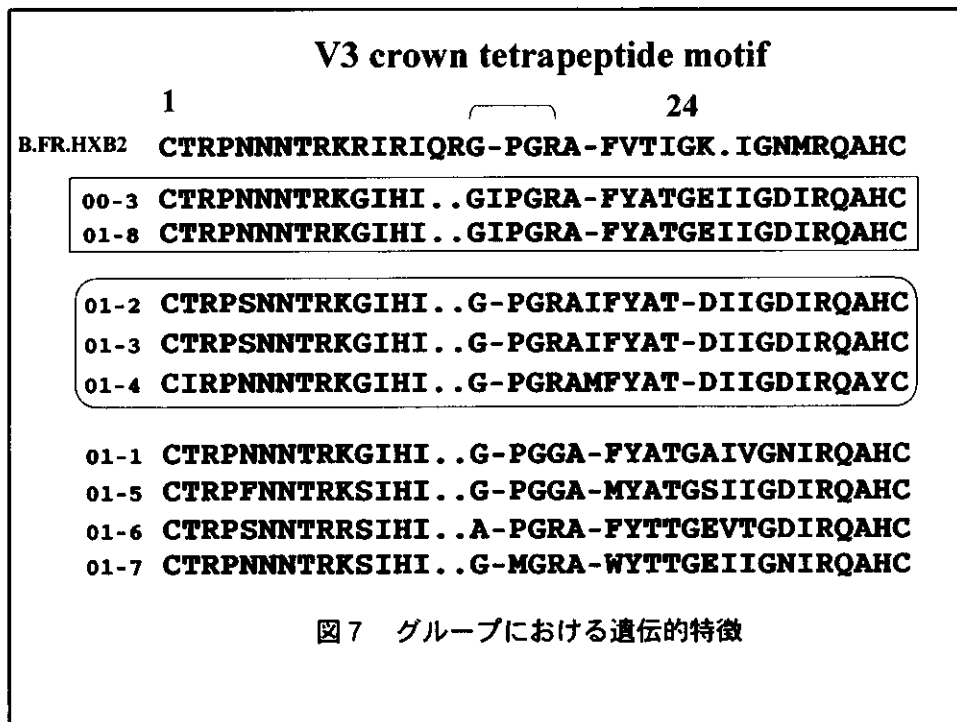 V3 crown tetrapeptide motif
1 24
B.FR.HXB2 CTRPNNNTRKRIRIQRG-PGRA-FVTIGK.IGNMRQAHC
00-3 CTRPNNNTRKGIHI..GIPGRA-FYATGEIIGDIRQAHC
01-8 CTRPNNNTRKGIHI..GIPGRA-FYATGEIIGDIRQAHC
01-2 CTRPSNNTRKGIHI..G-PGRAIFYAT-DIIGDIRQAHC
01-3 CTRPSNNTRKGIHI..G-PGRAIFYAT-DIIGDIRQAHC
01-4 CIRPNNNTRKGIHI..G-PGRAMFYAT-DIIGDIRQAYC
01-1 CTRPNNNTRKGIHI..G-PGGA-FYATGAIVGNIRQAHC
01-5 CTRPFNNTRKSIHI..G-PGGA-MYATGSIIGDIRQAHC
01-6 CTRPSNNTRRSIHI..A-PGRA-FYTTGEVTGDIRQAHC
01-7 CTRPNNNTRKSIHI..G-MGRA-WYTTGEIIGNIRQAHC
図7 グループにおける遺伝的特徴